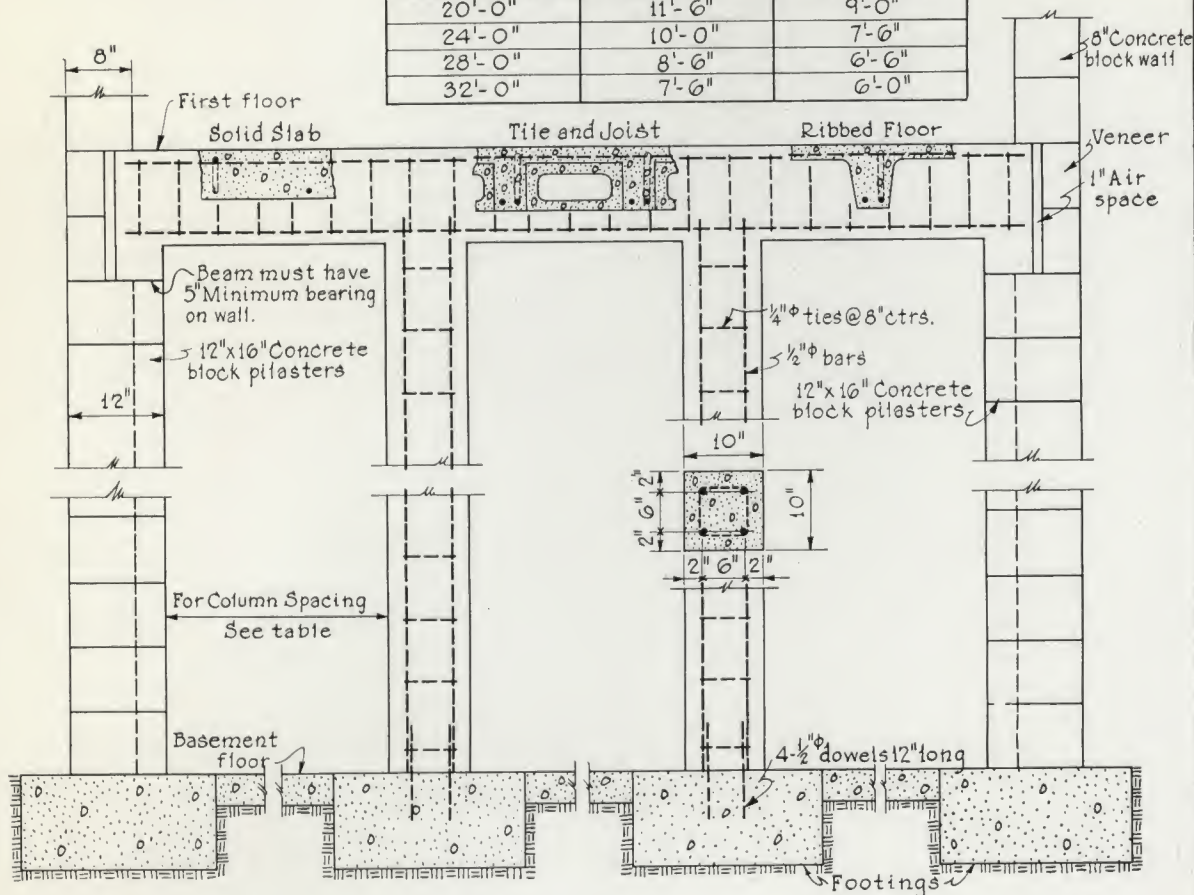 20'-0" 11'-6" 9'-0"
24'-0" 10'-0" 7'-6"
28'-0" 8'-6" 6'-6"
32'-0" 7'-6" 6'-0"
8"
8" Concrete
block wall
First floor
Solid Slab
Tile and Joist
Ribbed Floor
Veneer
1" Air
space
Beam must have
5" Minimum bearing
on wall.
12"x16" Concrete
block pilasters
12"
¼"ᶲ ties @ 8" ctrs.
½"ᶲ bars
12"x16" Concrete
block pilasters
10"
2"
6"
2"
10"
2" 6" 2"
For Column Spacing
See table
Basement
floor
4-½"ᶲ dowels 12" long
Footings